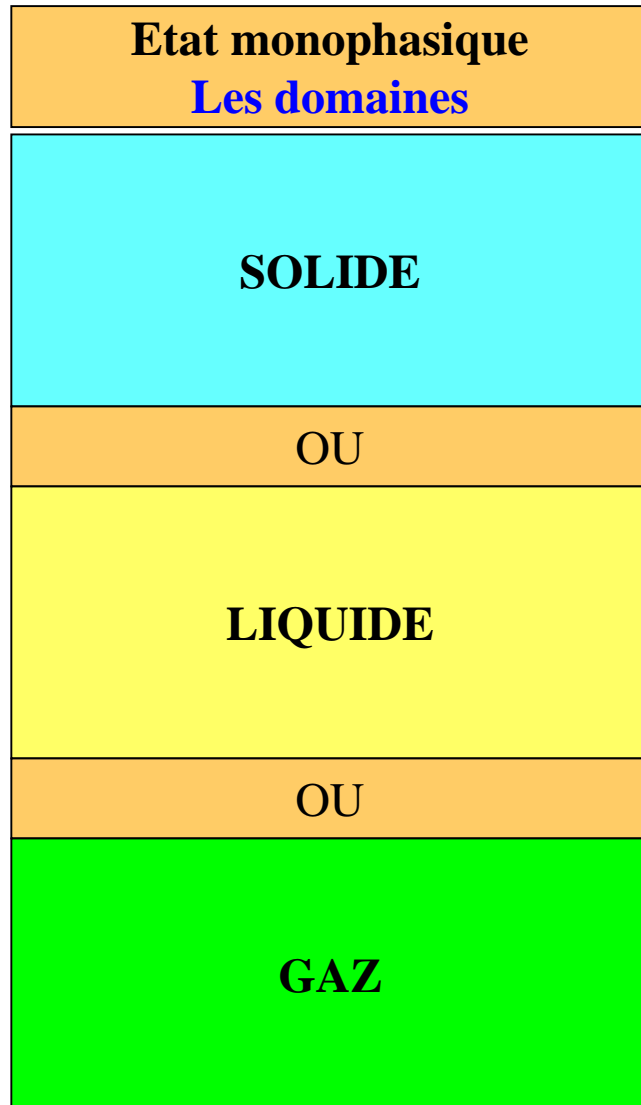 Etat monophasique
Les domaines
SOLIDE
OU
LIQUIDE
OU
GAZ